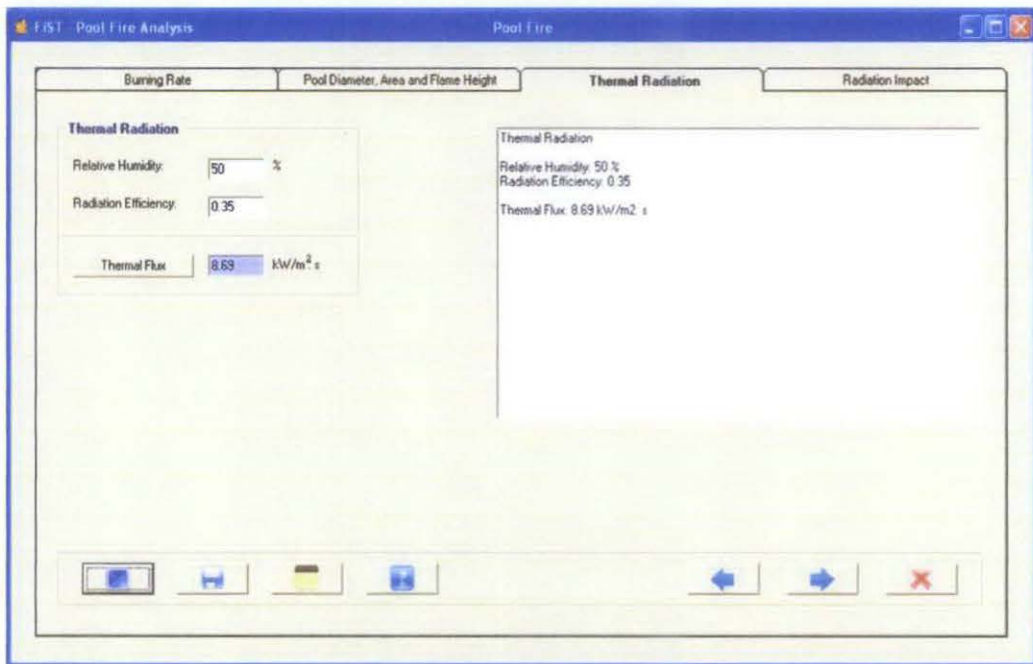 FiST Pool Fire Analysis
Pool Fire
Burning Rate
Pool Diameter, Area and Flame Height
Thermal Radiation
Radiation Impact
Thermal Radiation
Relative Humidity: 50 %
Radiation Efficiency: 0.35
Thermal Flux 8.69 kW/m². s
Thermal Radiation
Relative Humidity: 50 %
Radiation Efficiency: 0.35
Thermal Flux: 8.69 kW/m2. s